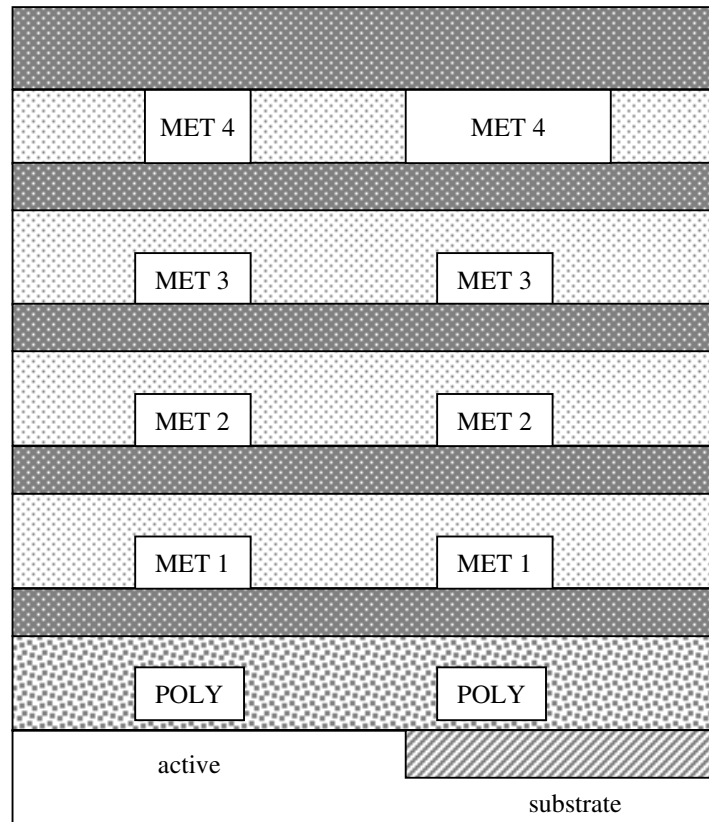 MET 4 MET 4
MET 3 MET 3
MET 2 MET 2
MET 1 MET 1
POLY POLY
active
substrate